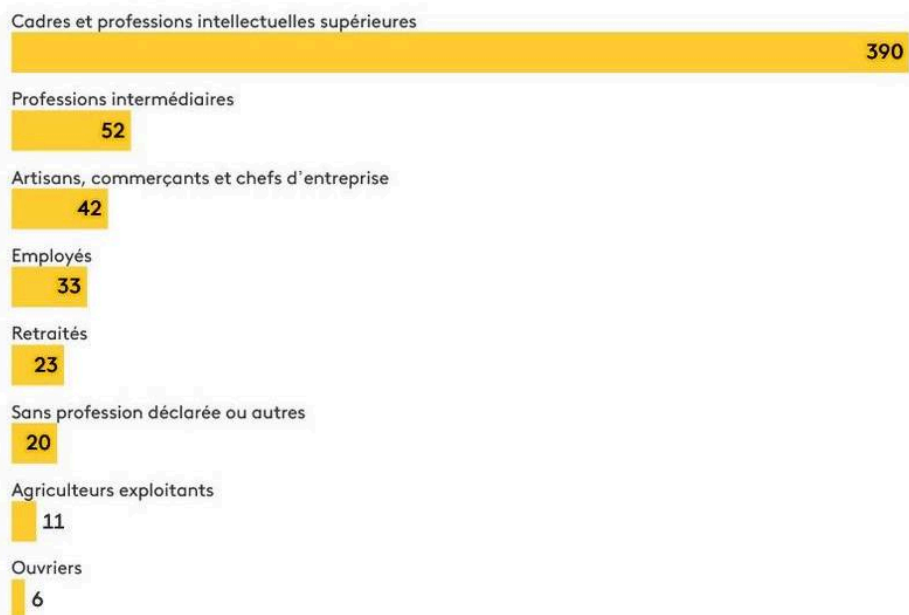 Cadres et professions intellectuelles supérieures
390
Professions intermédiaires
52
Artisans, commerçants et chefs d'entreprise
42
Employés
33
Retraités
23
Sans profession déclarée ou autres
20
Agriculteurs exploitants
11
Ouvriers
6